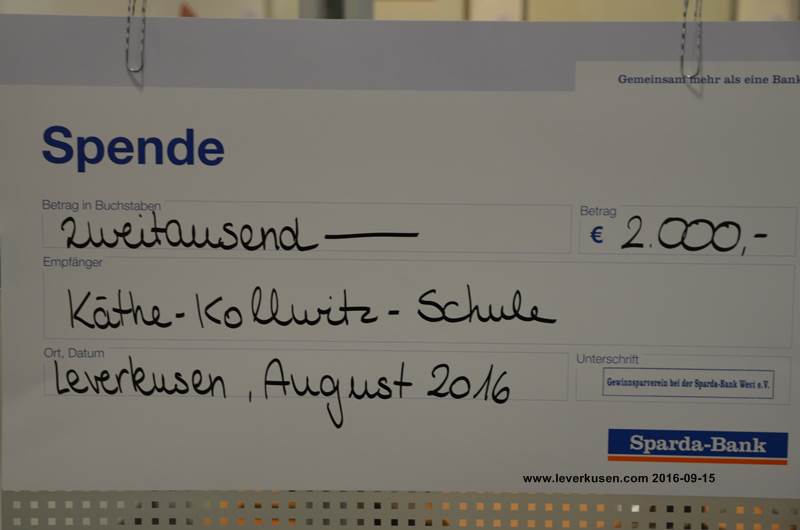 Gemeinsam mehr als eine Bank
Spende
Betrag in Buchstaben
zweitausend —
Betrag
€ 2.000,-
Empfänger
Käthe-Kollwitz-Schule
Ort, Datum
Leverkusen, August 2016
Unterschrift
Gewinnsparverein bei der Sparda-Bank West e.V.
Sparda-Bank
www.leverkusen.com 2016-09-15